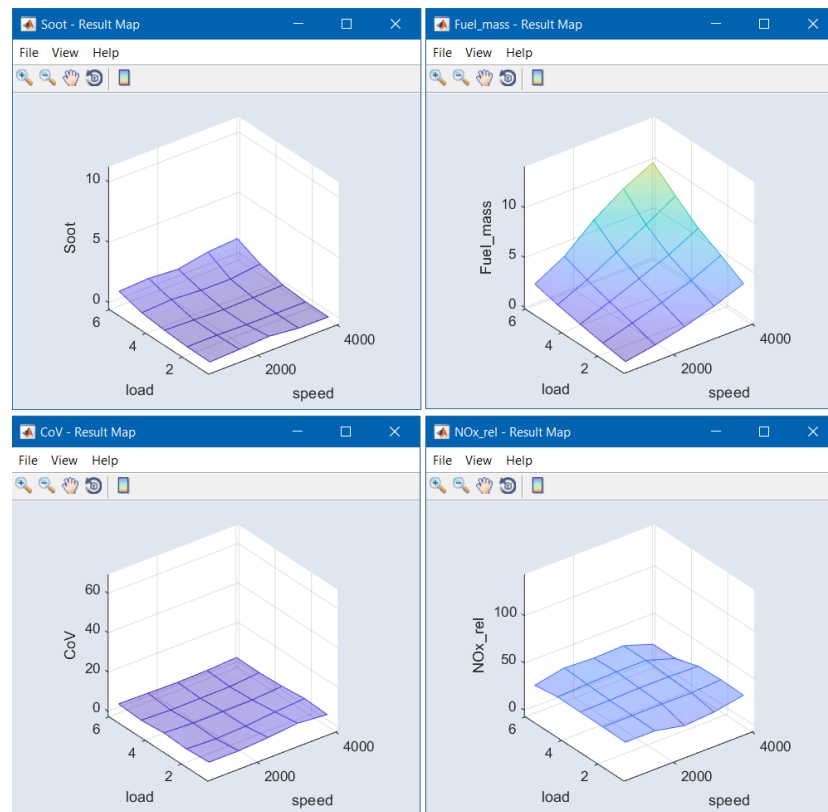 Soot - Result Map
File View Help
10
5
0
Soot
6
4
2
load
2000
4000
speed
Fuel_mass - Result Map
File View Help
10
5
0
Fuel_mass
6
4
2
load
2000
4000
speed
CoV - Result Map
File View Help
60
40
20
0
CoV
6
4
2
load
2000
4000
speed
NOx_rel - Result Map
File View Help
100
50
0
NOx_rel
6
4
2
load
2000
4000
speed